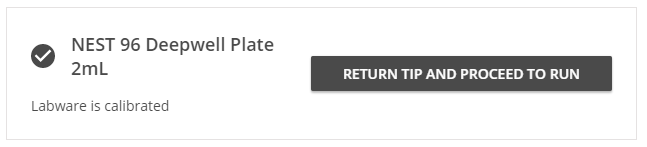 NEST 96 Deepwell Plate
2mL
RETURN TIP AND PROCEED TO RUN
Labware is calibrated